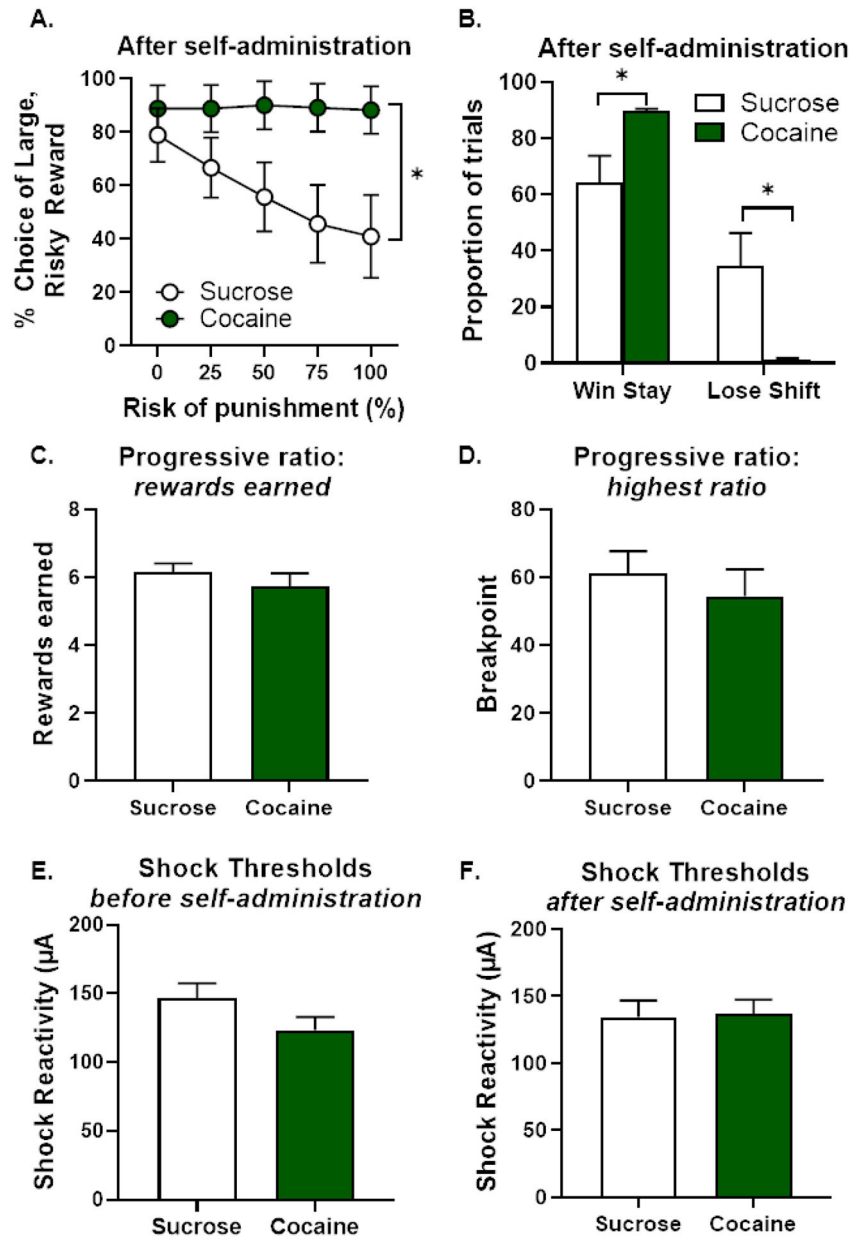 A.
After self-administration
% Choice of Large,
Risky Reward
100
80
60
40
20
0
*
Sucrose
Cocaine
0 25 50 75 100
Risk of punishment (%)
B.
After self-administration
Proportion of trials
100
80
60
40
20
0
*
*
Sucrose
Cocaine
Win Stay Lose Shift
C.
Progressive ratio:
rewards earned
Rewards earned
8
6
4
2
0
Sucrose Cocaine
D.
Progressive ratio:
highest ratio
Breakpoint
80
60
40
20
0
Sucrose Cocaine
E.
Shock Thresholds
before self-administration
Shock Reactivity (µA
200
150
100
50
0
Sucrose Cocaine
F.
Shock Thresholds
after self-administration
Shock Reactivity (µA)
200
150
100
50
0
Sucrose Cocaine